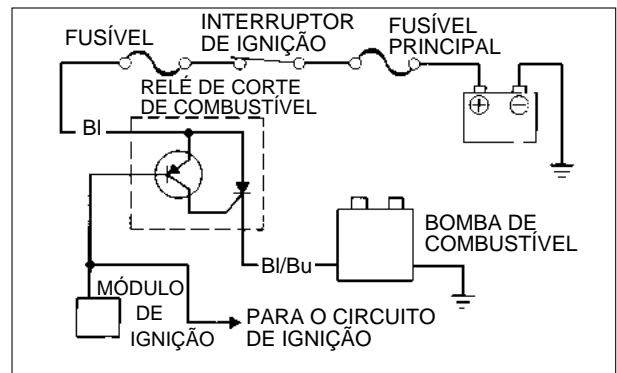 FUSÍVEL
INTERRUPTOR
DE IGNIÇÃO
FUSÍVEL
PRINCIPAL
RELÉ DE CORTE
DE COMBUSTÍVEL
Bl
Bl/Bu
BOMBA DE
COMBUSTÍVEL
MÓDULO
DE
IGNIÇÃO
PARA O CIRCUITO
DE IGNIÇÃO